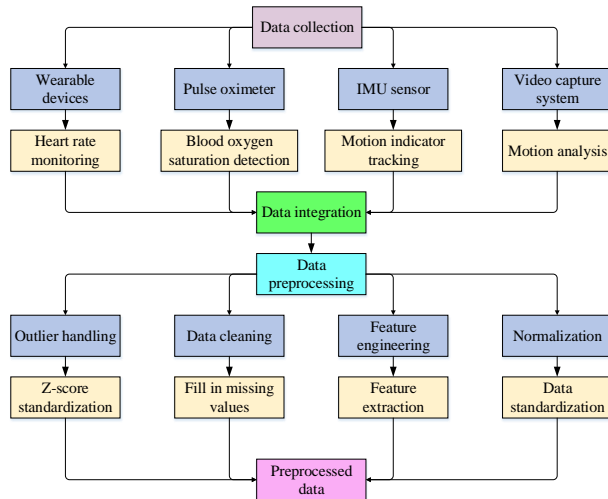 Data collection
Wearable
devices
Pulse oximeter
IMU sensor
Video capture
system
Heart rate
monitoring
Blood oxygen
saturation detection
Motion indicator
tracking
Motion analysis
Data integration
Data
preprocessing
Outlier handling
Data cleaning
Feature
engineering
Normalization
Z-score
standardization
Fill in missing
values
Feature
extraction
Data
standardization
Preprocessed
data